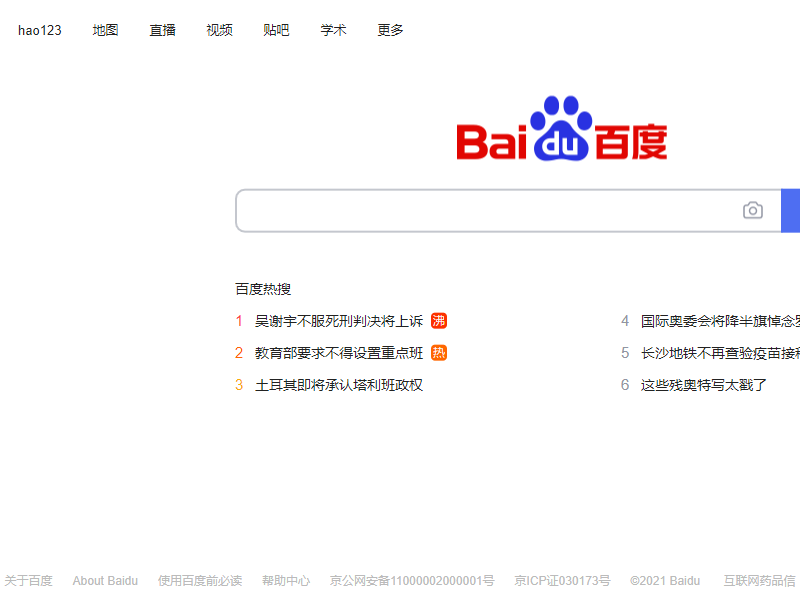 hao123 地图 直播 视频 贴吧 学术 更多
Bai du 百度
百度热搜
1 吴谢宇不服死刑判决将上诉 沸
2 教育部要求不得设置重点班 热
3 土耳其即将承认塔利班政权
4 国际奥委会将降半旗悼念罗
5 长沙地铁不再查验疫苗接种
6 这些残奥特写太戳了
关于百度 About Baidu 使用百度前必读 帮助中心 京公网安备11000002000001号 京ICP证030173号 ©2021 Baidu 互联网药品信